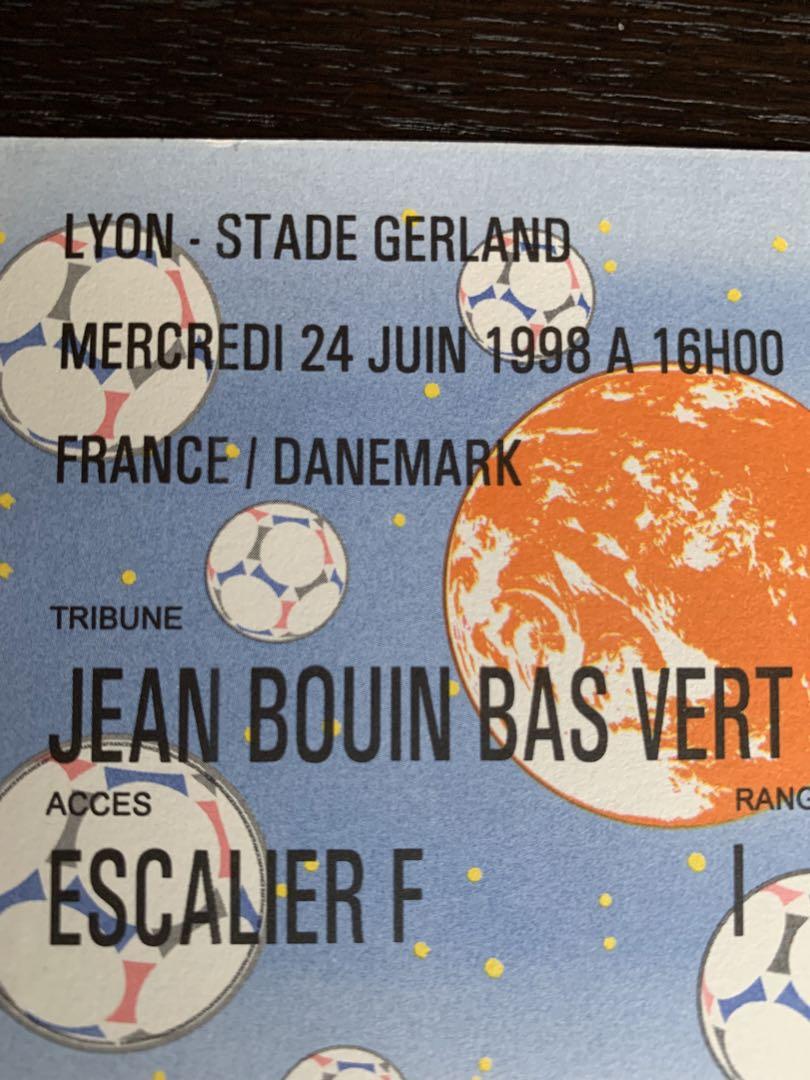 LYON - STADE GERLAND
MERCREDI 24 JUIN 1998 A 16H00
FRANCE / DANEMARK
TRIBUNE
JEAN BOUIN BAS VERT
ACCES
RANG
ESCALIER F
I